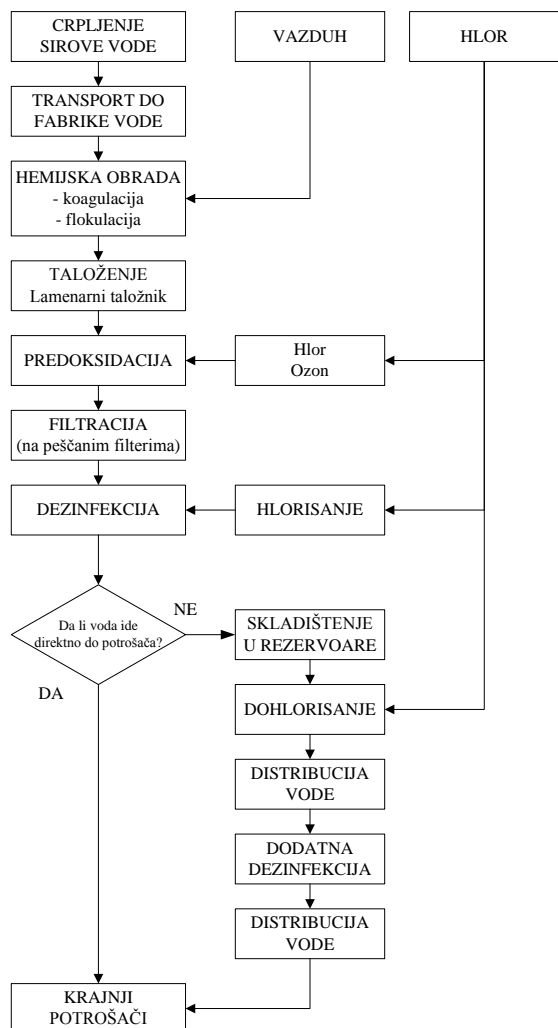 CRPLJENJE
SIROVE VODE
VAZDUH
HLOR
TRANSPORT DO
FABRIKE VODE
HEMIJSKA OBRADA
- koagulacija
- flokulacija
TALOŽENJE
Lamenarni taložnik
PREDOKSIDACIJA
Hlor
Ozon
FILTRACIJA
(na peščanim filterima)
DEZINFEKCIJA
HLORISANJE
Da li voda ide
direktno do potrošača?
NE
SKLADIŠTENJE
U REZERVOARE
DA
DOHLORISANJE
DISTRIBUCIJA
VODE
DODATNA
DEZINFEKCIJA
DISTRIBUCIJA
VODE
KRAJNJI
POTROŠAČI